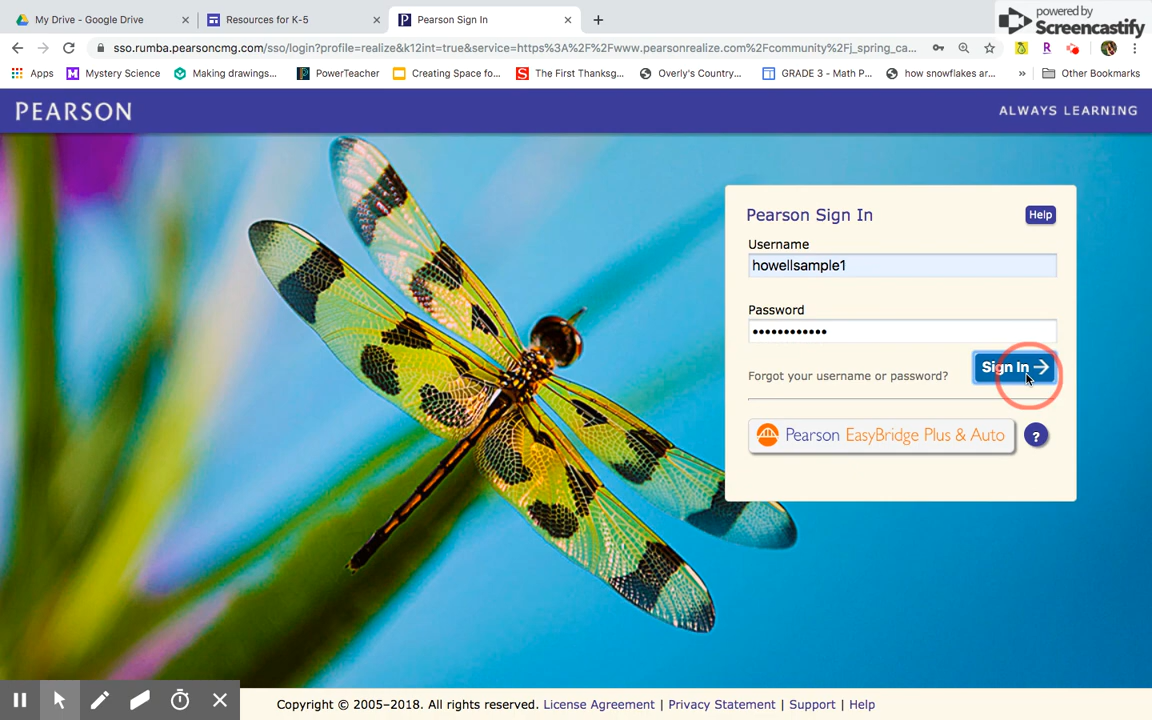 My Drive - Google Drive
Resources for K-5
Pearson Sign In
powered by
Screencastify
sso.rumba.pearsoncmg.com/sso/login?profile=realize&k12int=true&service=https%3A%2F%2Fwww.pearsonrealize.com%2Fcommunity%2Fj_spring_ca...
Apps
Mystery Science
Making drawings...
PowerTeacher
Creating Space fo...
The First Thanksg...
Overly's Country...
GRADE 3 - Math P...
how snowflakes ar...
»
Other Bookmarks
PEARSON
ALWAYS LEARNING
Pearson Sign In
Help
Username
howellsample1
Password
••••••••••••
Sign In
Forgot your username or password?
Pearson EasyBridge Plus & Auto
?
Copyright © 2005–2018. All rights reserved. License Agreement | Privacy Statement | Support | Help